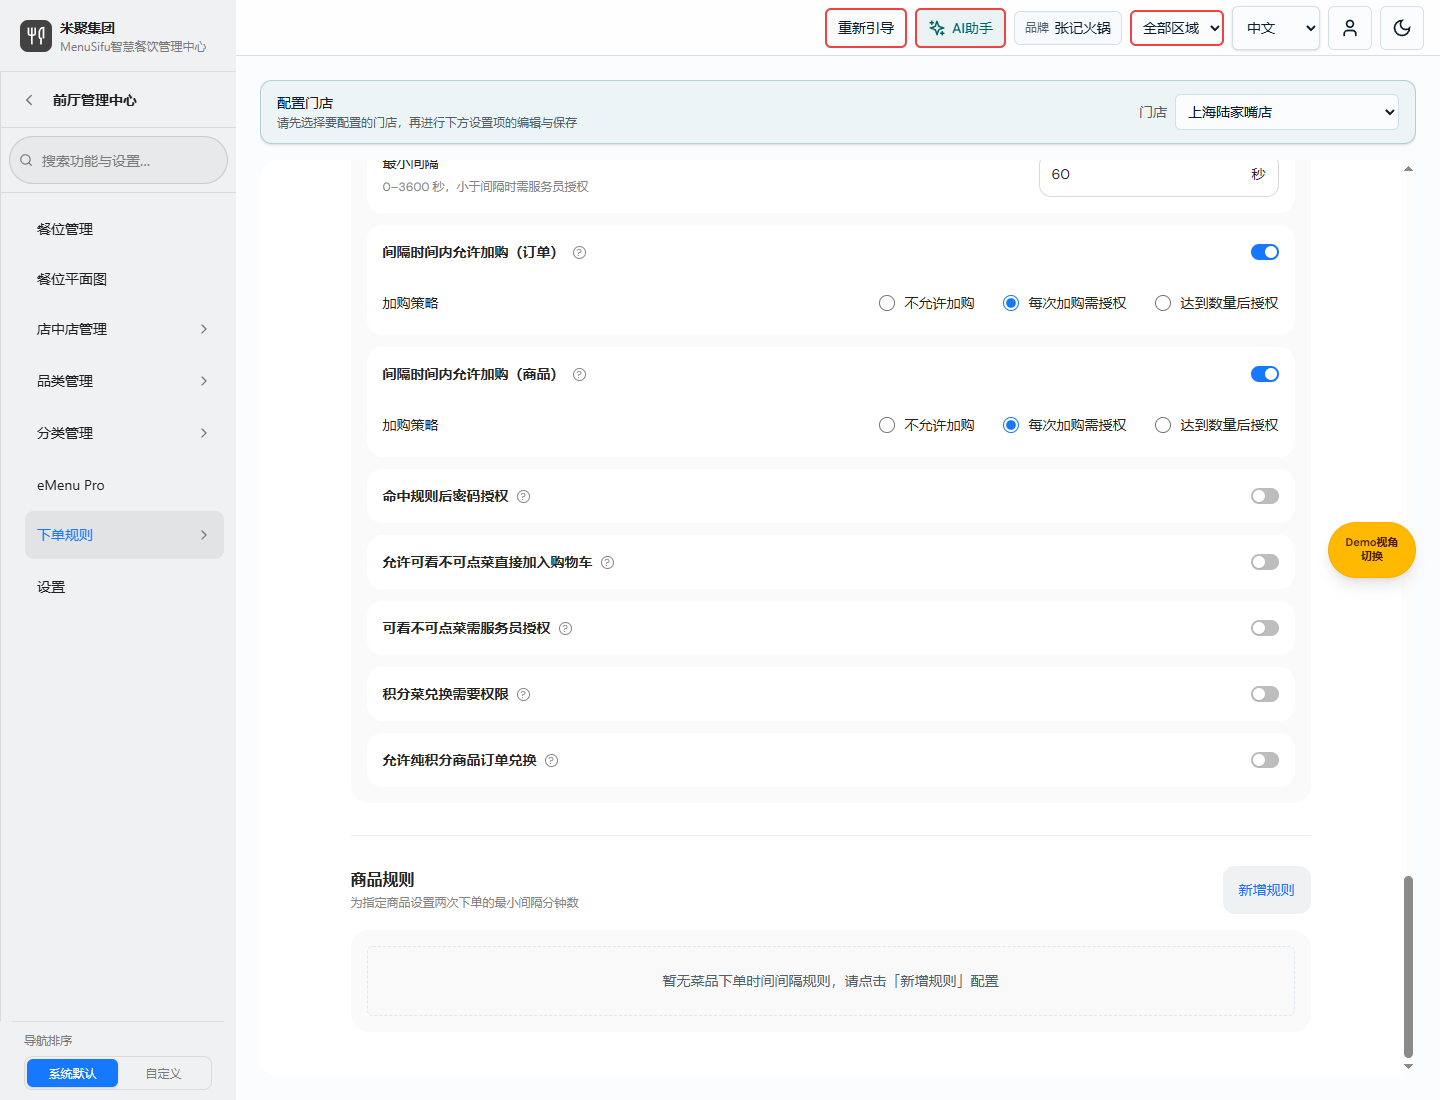 米聚集团
MenuSifu智慧餐饮管理中心
重新引导
AI助手
品牌 张记火锅
全部区域
中文
前厅管理中心
搜索功能与设置...
餐位管理
餐位平面图
店中店管理
品类管理
分类管理
eMenu Pro
下单规则
设置
导航排序
系统默认
自定义
配置门店
请先选择要配置的门店，再进行下方设置项的编辑与保存
门店 上海陆家嘴店
最小间隔
0–3600 秒，小于间隔时需服务员授权
60 秒
间隔时间内允许加购（订单）
加购策略
不允许加购 每次加购需授权 达到数量后授权
间隔时间内允许加购（商品）
加购策略
不允许加购 每次加购需授权 达到数量后授权
命中规则后密码授权
允许可看不可点菜直接加入购物车
可看不可点菜需服务员授权
积分菜兑换需要权限
允许纯积分商品订单兑换
商品规则
为指定商品设置两次下单的最小间隔分钟数
新增规则
暂无菜品下单时间间隔规则，请点击「新增规则」配置
Demo视角
切换